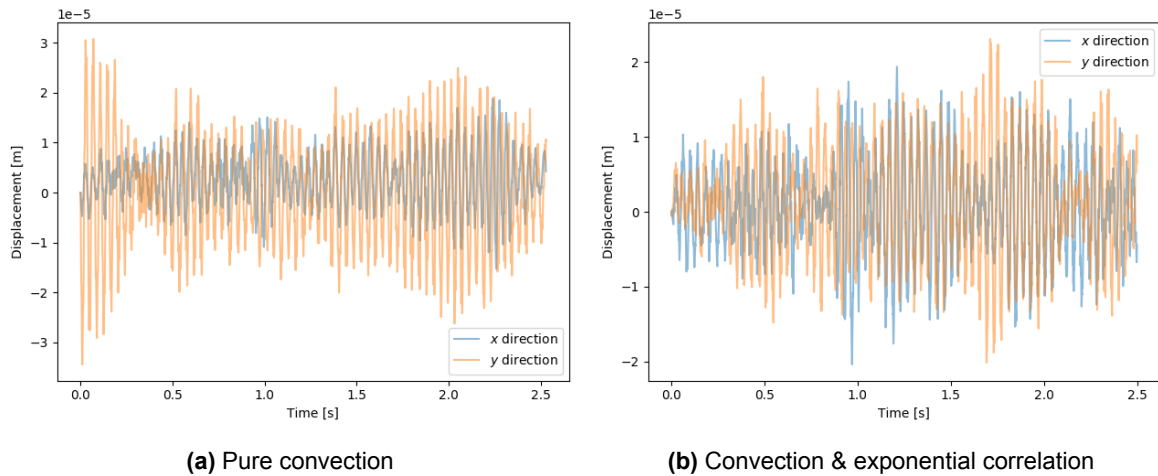 1e−5
3
2
1
0
−1
−2
−3
Displacement [m]
0.0 0.5 1.0 1.5 2.0 2.5
Time [s]
x direction
y direction
(a) Pure convection
1e−5
2
1
0
−1
−2
Displacement [m]
0.0 0.5 1.0 1.5 2.0 2.5
Time [s]
x direction
y direction
(b) Convection & exponential correlation